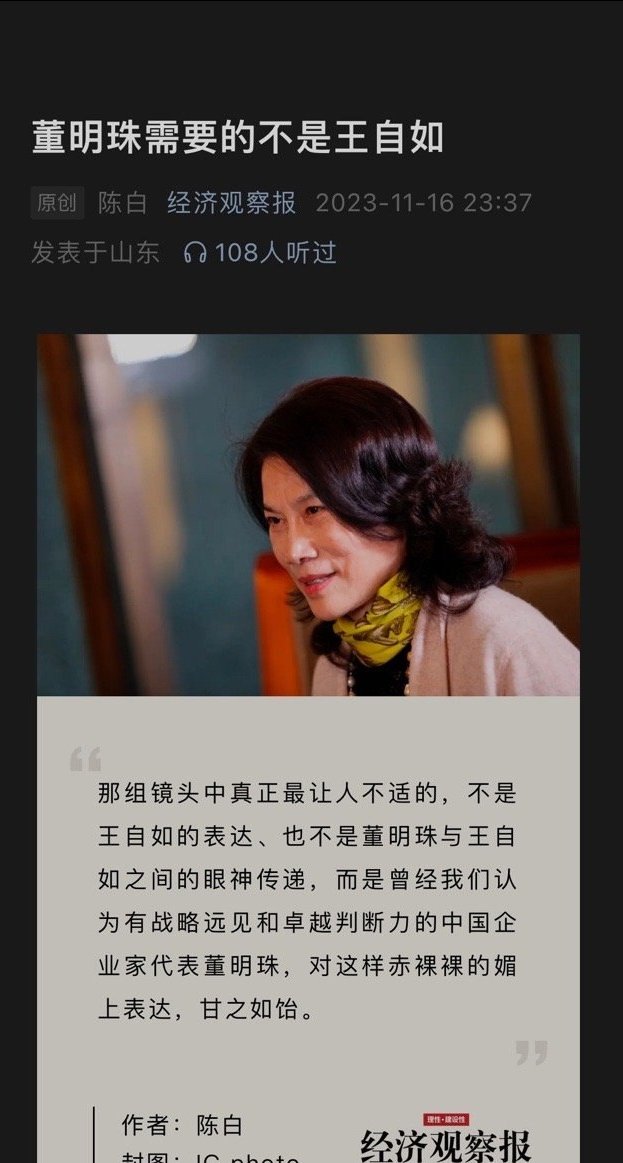 董明珠需要的不是王自如
原创 陈白 经济观察报 2023-11-16 23:37
发表于山东 108人听过
“
那组镜头中真正最让人不适的，不是
王自如的表达、也不是董明珠与王自
如之间的眼神传递，而是曾经我们认
为有战略远见和卓越判断力的中国企
业家代表董明珠，对这样赤裸裸的媚
上表达，甘之如饴。
”
作者：陈白
理性·建设性
封图：IC photo
经济观察报